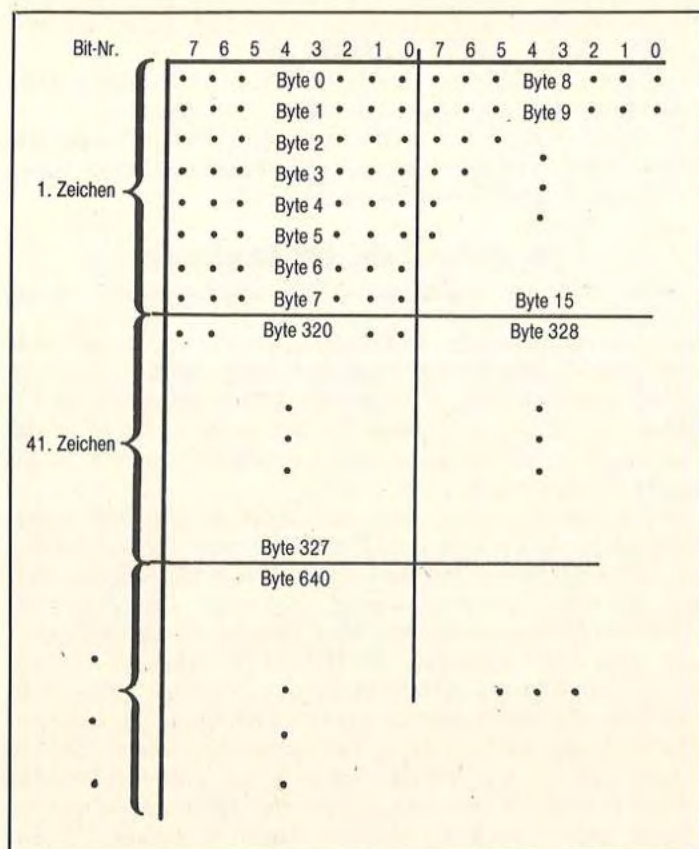 Bit-Nr. 7 6 5 4 3 2 1 0 7 6 5 4 3 2 1 0
Byte 0 Byte 8
Byte 1 Byte 9
Byte 2
Byte 3
1. Zeichen
Byte 4
Byte 5
Byte 6
Byte 7 Byte 15
Byte 320 Byte 328
41. Zeichen
Byte 327
Byte 640